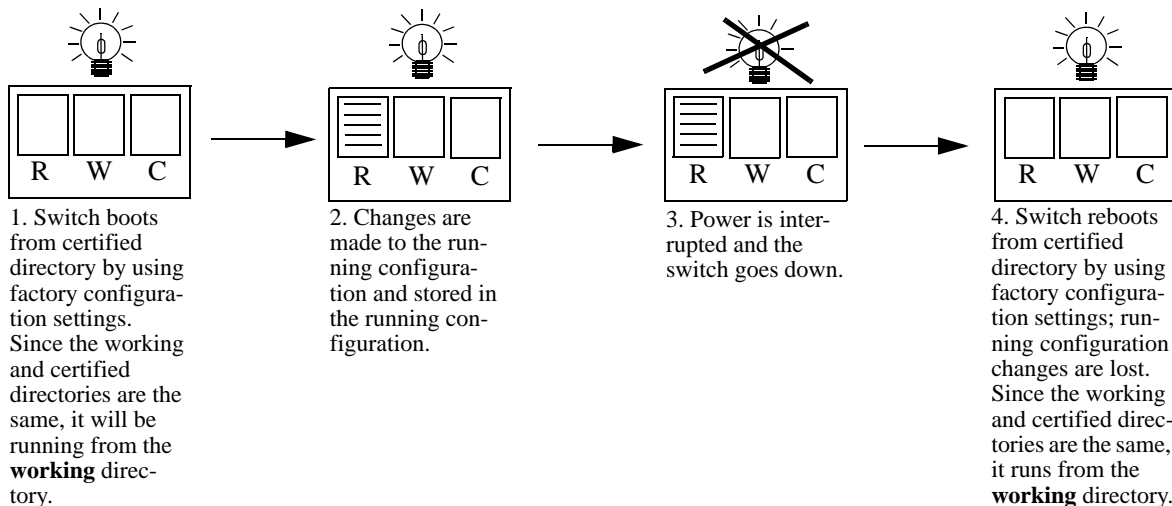 R W C
R W C
R W C
R W C
1. Switch boots
from certified
directory by using
factory configura-
tion settings.
Since the working
and certified
directories are the
same, it will be
running from the
working direc-
tory.
2. Changes are
made to the run-
ning configura-
tion and stored in
the running con-
figuration.
3. Power is inter-
rupted and the
switch goes down.
4. Switch reboots
from certified
directory by using
factory configura-
tion settings; run-
ning configuration
changes are lost.
Since the working
and certified direc-
tories are the same,
it runs from the
working directory.